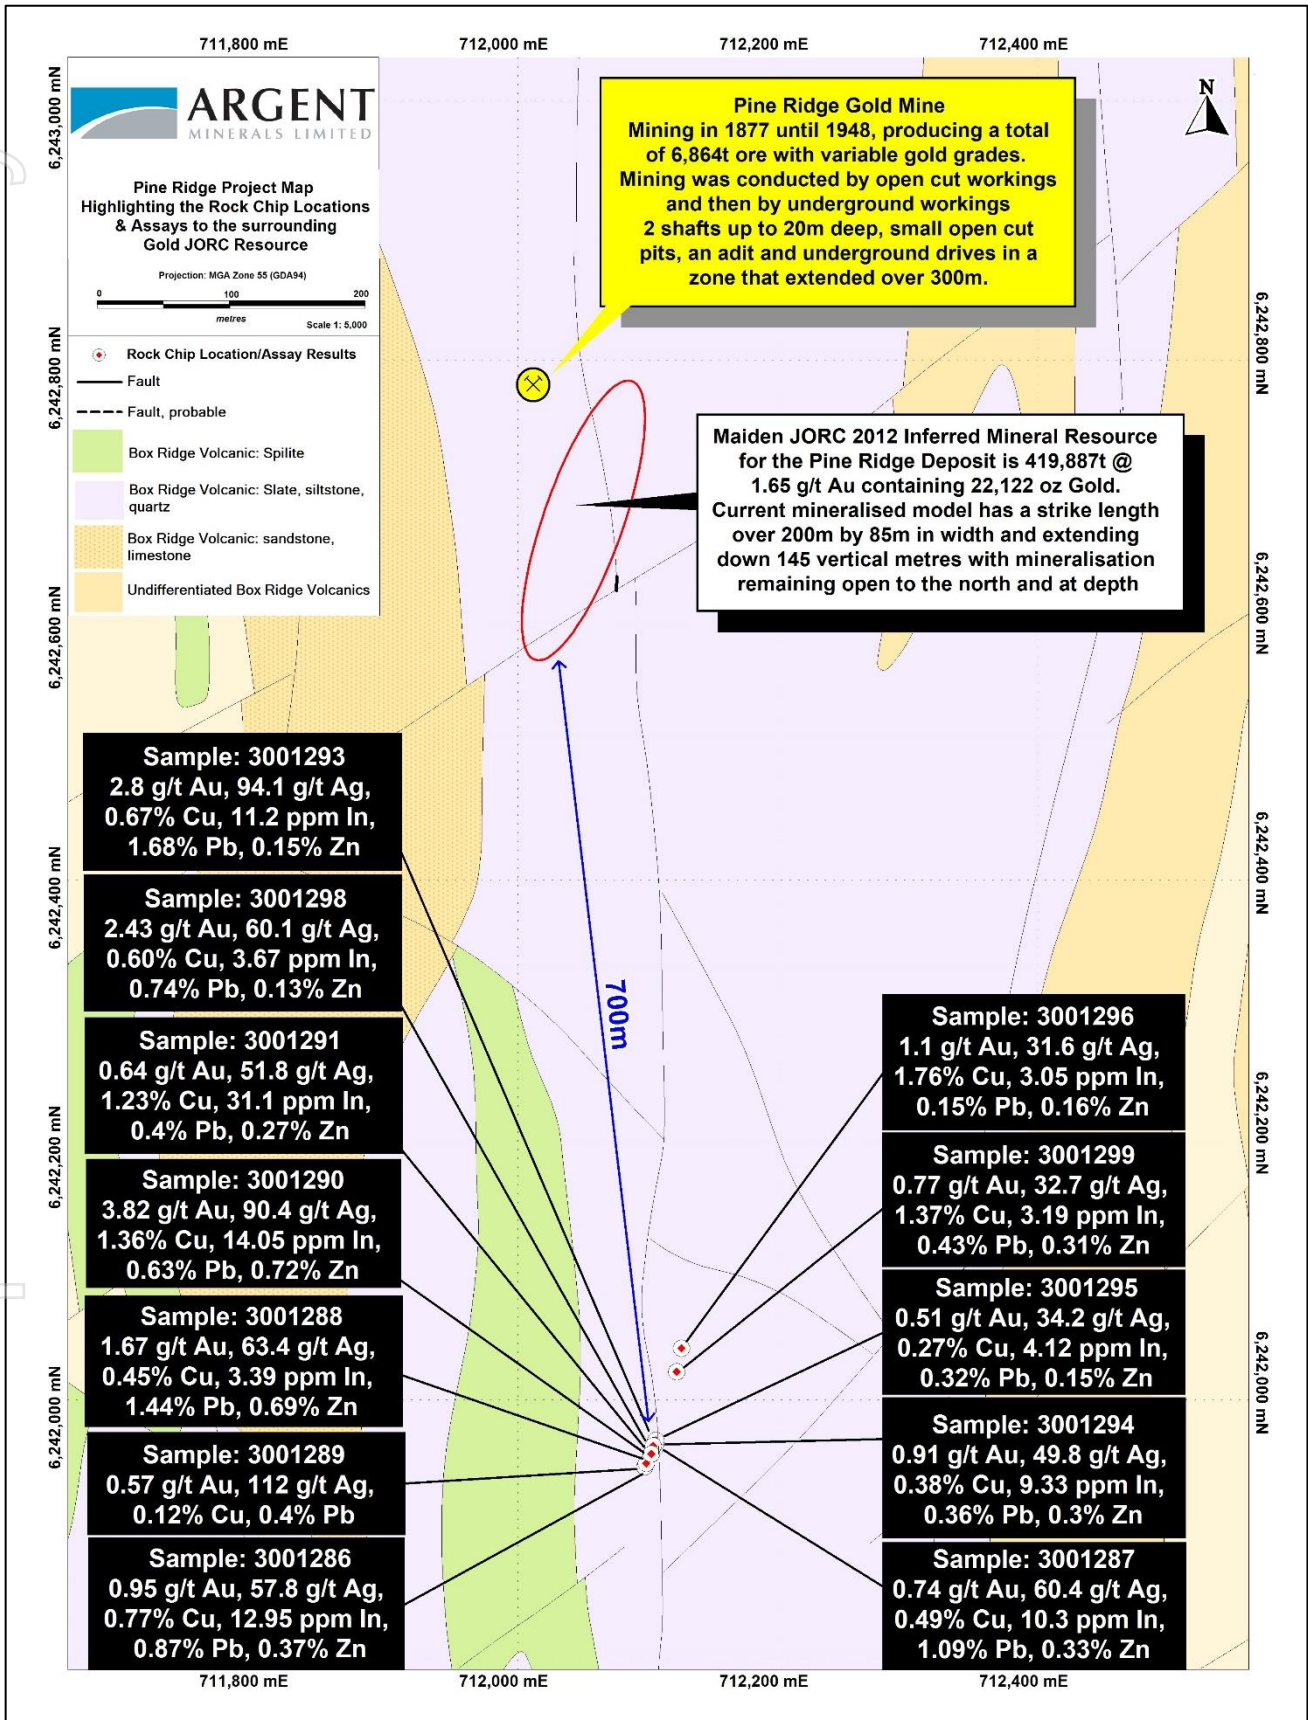 711,800 mE
712,000 mE
712,200 mE
712,400 mE
6,243,000 mN
6,242,800 mN
6,242,600 mN
6,242,400 mN
6,242,200 mN
6,242,000 mN
ARGENT
MINERALS LIMITED
Pine Ridge Project Map
Highlighting the Rock Chip Locations
& Assays to the surrounding
Gold JORC Resource
Projection: MGA Zone 55 (GDA94)
0 100 200
metres
Scale 1: 5,000
Rock Chip Location/Assay Results
Fault
Fault, probable
Box Ridge Volcanic: Spilite
Box Ridge Volcanic: Slate, siltstone,
quartz
Box Ridge Volcanic: sandstone,
limestone
Undifferentiated Box Ridge Volcanics
Pine Ridge Gold Mine
Mining in 1877 until 1948, producing a total
of 6,864t ore with variable gold grades.
Mining was conducted by open cut workings
and then by underground workings
2 shafts up to 20m deep, small open cut
pits, an adit and underground drives in a
zone that extended over 300m.
N
Maiden JORC 2012 Inferred Mineral Resource
for the Pine Ridge Deposit is 419,887t @
1.65 g/t Au containing 22,122 oz Gold.
Current mineralised model has a strike length
over 200m by 85m in width and extending
down 145 vertical metres with mineralisation
remaining open to the north and at depth
700m
Sample: 3001293
2.8 g/t Au, 94.1 g/t Ag,
0.67% Cu, 11.2 ppm In,
1.68% Pb, 0.15% Zn
Sample: 3001298
2.43 g/t Au, 60.1 g/t Ag,
0.60% Cu, 3.67 ppm In,
0.74% Pb, 0.13% Zn
Sample: 3001291
0.64 g/t Au, 51.8 g/t Ag,
1.23% Cu, 31.1 ppm In,
0.4% Pb, 0.27% Zn
Sample: 3001290
3.82 g/t Au, 90.4 g/t Ag,
1.36% Cu, 14.05 ppm In,
0.63% Pb, 0.72% Zn
Sample: 3001288
1.67 g/t Au, 63.4 g/t Ag,
0.45% Cu, 3.39 ppm In,
1.44% Pb, 0.69% Zn
Sample: 3001289
0.57 g/t Au, 112 g/t Ag,
0.12% Cu, 0.4% Pb
Sample: 3001286
0.95 g/t Au, 57.8 g/t Ag,
0.77% Cu, 12.95 ppm In,
0.87% Pb, 0.37% Zn
Sample: 3001296
1.1 g/t Au, 31.6 g/t Ag,
1.76% Cu, 3.05 ppm In,
0.15% Pb, 0.16% Zn
Sample: 3001299
0.77 g/t Au, 32.7 g/t Ag,
1.37% Cu, 3.19 ppm In,
0.43% Pb, 0.31% Zn
Sample: 3001295
0.51 g/t Au, 34.2 g/t Ag,
0.27% Cu, 4.12 ppm In,
0.32% Pb, 0.15% Zn
Sample: 3001294
0.91 g/t Au, 49.8 g/t Ag,
0.38% Cu, 9.33 ppm In,
0.36% Pb, 0.3% Zn
Sample: 3001287
0.74 g/t Au, 60.4 g/t Ag,
0.49% Cu, 10.3 ppm In,
1.09% Pb, 0.33% Zn
6,242,800 mN
6,242,600 mN
6,242,400 mN
6,242,200 mN
6,242,000 mN
711,800 mE
712,000 mE
712,200 mE
712,400 mE